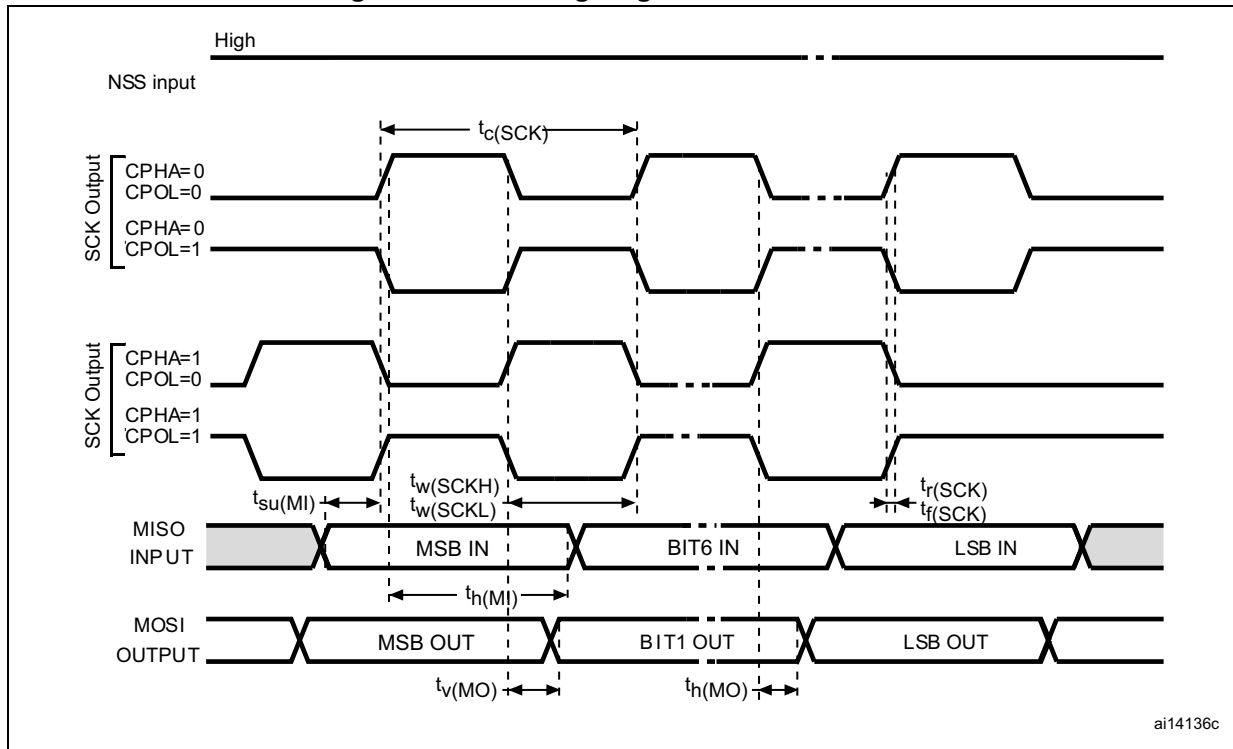 High
NSS input
tc(SCK)
SCK Output
CPHA=0
CPOL=0
CPHA=0
CPOL=1
SCK Output
CPHA=1
CPOL=0
CPHA=1
CPOL=1
tsu(MI)
tw(SCKH)
tw(SCKL)
tr(SCK)
tf(SCK)
MISO
INPUT
MSB IN
BIT6 IN
LSB IN
th(MI)
MOSI
OUTPUT
MSB OUT
BIT1 OUT
LSB OUT
tv(MO)
th(MO)
ai14136c